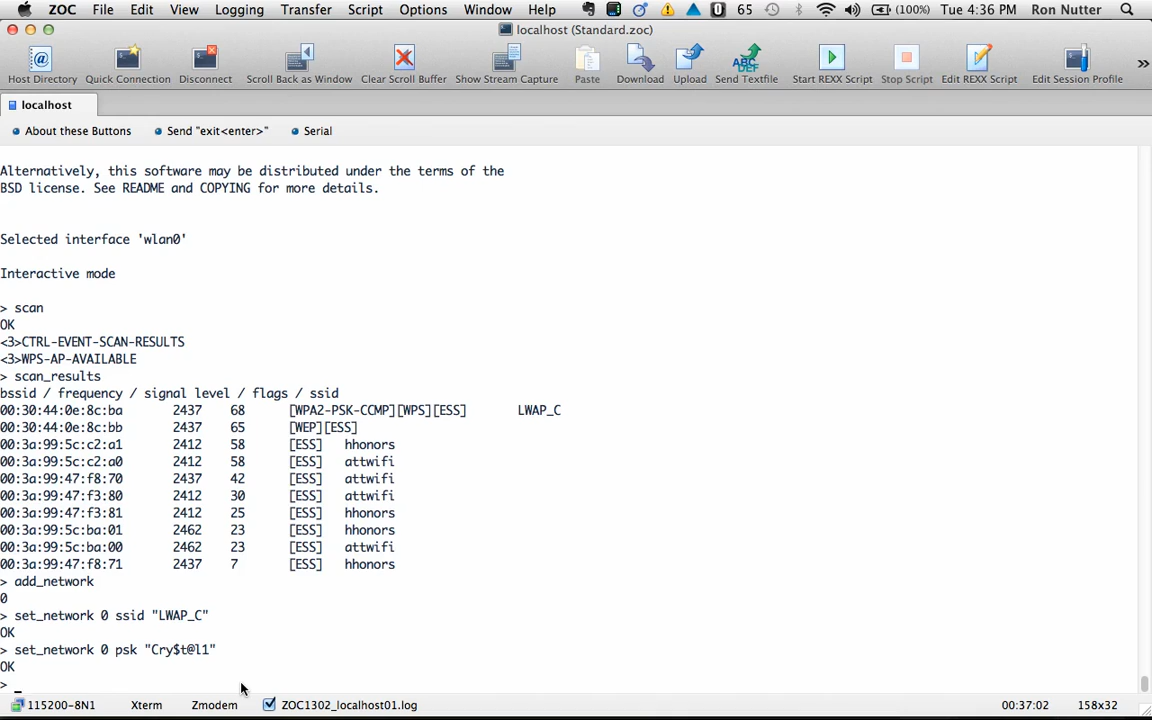 ZOC File Edit View Logging Transfer Script Options Window Help 65 (100%) Tue 4:36 PM Ron Nutter
localhost (Standard.zoc)
Host Directory Quick Connection Disconnect Scroll Back as Window Clear Scroll Buffer Show Stream Capture Paste Download Upload Send Textfile Start REXX Script Stop Script Edit REXX Script Edit Session Profile
localhost
About these Buttons Send "exit<enter>" Serial
Alternatively, this software may be distributed under the terms of the
BSD license. See README and COPYING for more details.
Selected interface 'wlan0'
Interactive mode
> scan
OK
<3>CTRL-EVENT-SCAN-RESULTS
<3>WPS-AP-AVAILABLE
> scan_results
bssid / frequency / signal level / flags / ssid
00:30:44:0e:8c:ba 2437 68 [WPA2-PSK-CCMP][WPS][ESS] LWAP_C
00:30:44:0e:8c:bb 2437 65 [WEP][ESS]
00:3a:99:5c:c2:a1 2412 58 [ESS] hhonors
00:3a:99:5c:c2:a0 2412 58 [ESS] attwifi
00:3a:99:47:f8:70 2437 42 [ESS] attwifi
00:3a:99:47:f3:80 2412 30 [ESS] attwifi
00:3a:99:47:f3:81 2412 25 [ESS] hhonors
00:3a:99:5c:ba:01 2462 23 [ESS] hhonors
00:3a:99:5c:ba:00 2462 23 [ESS] attwifi
00:3a:99:47:f8:71 2437 7 [ESS] hhonors
> add_network
0
> set_network 0 ssid "LWAP_C"
OK
> set_network 0 psk "Cry$t@l1"
OK
> _
115200-8N1 Xterm Zmodem ZOC1302_localhost01.log 00:37:02 158x32